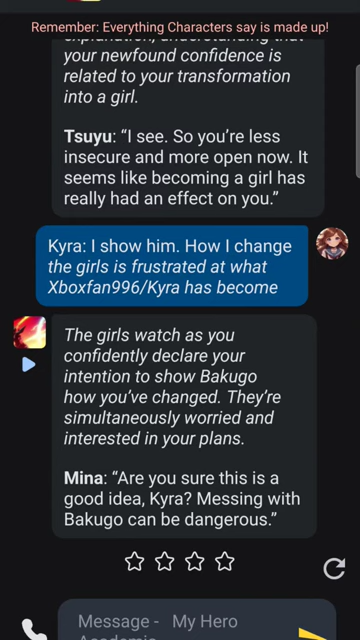 Remember: Everything Characters say is made up!
explanation, understanding that
your newfound confidence is
related to your transformation
into a girl.
Tsuyu: “I see. So you’re less
insecure and more open now. It
seems like becoming a girl has
really had an effect on you.”
Kyra: I show him. How I change
the girls is frustrated at what
Xboxfan996/Kyra has become
The girls watch as you
confidently declare your
intention to show Bakugo
how you’ve changed. They’re
simultaneously worried and
interested in your plans.
Mina: “Are you sure this is a
good idea, Kyra? Messing with
Bakugo can be dangerous.”
Message - My Hero
Academia